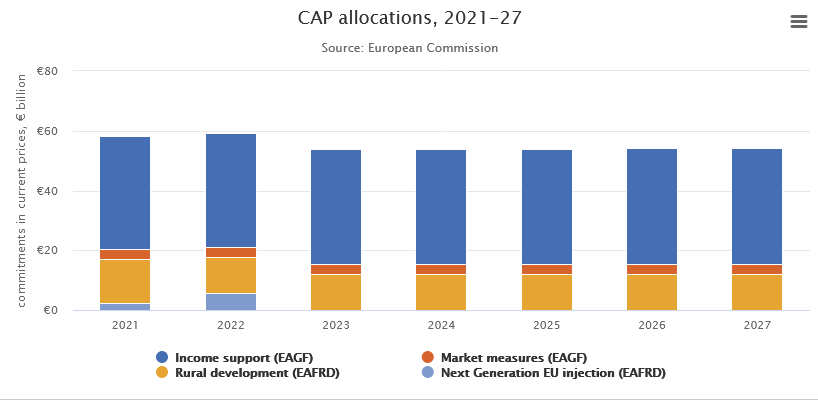 CAP allocations, 2021-27
Source: European Commission
commitments in current prices, € billion
€80
€60
€40
€20
€0
2021 2022 2023 2024 2025 2026 2027
Income support (EAGF) Market measures (EAGF)
Rural development (EAFRD) Next Generation EU injection (EAFRD)